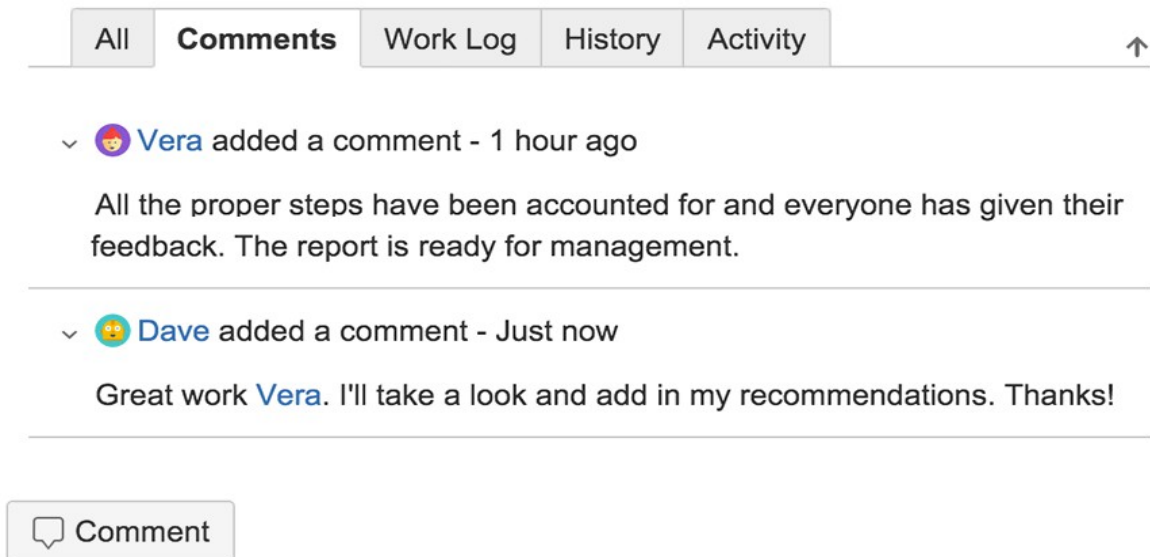 All Comments Work Log History Activity
Vera added a comment - 1 hour ago
All the proper steps have been accounted for and everyone has given their
feedback. The report is ready for management.
Dave added a comment - Just now
Great work Vera. I'll take a look and add in my recommendations. Thanks!
Comment